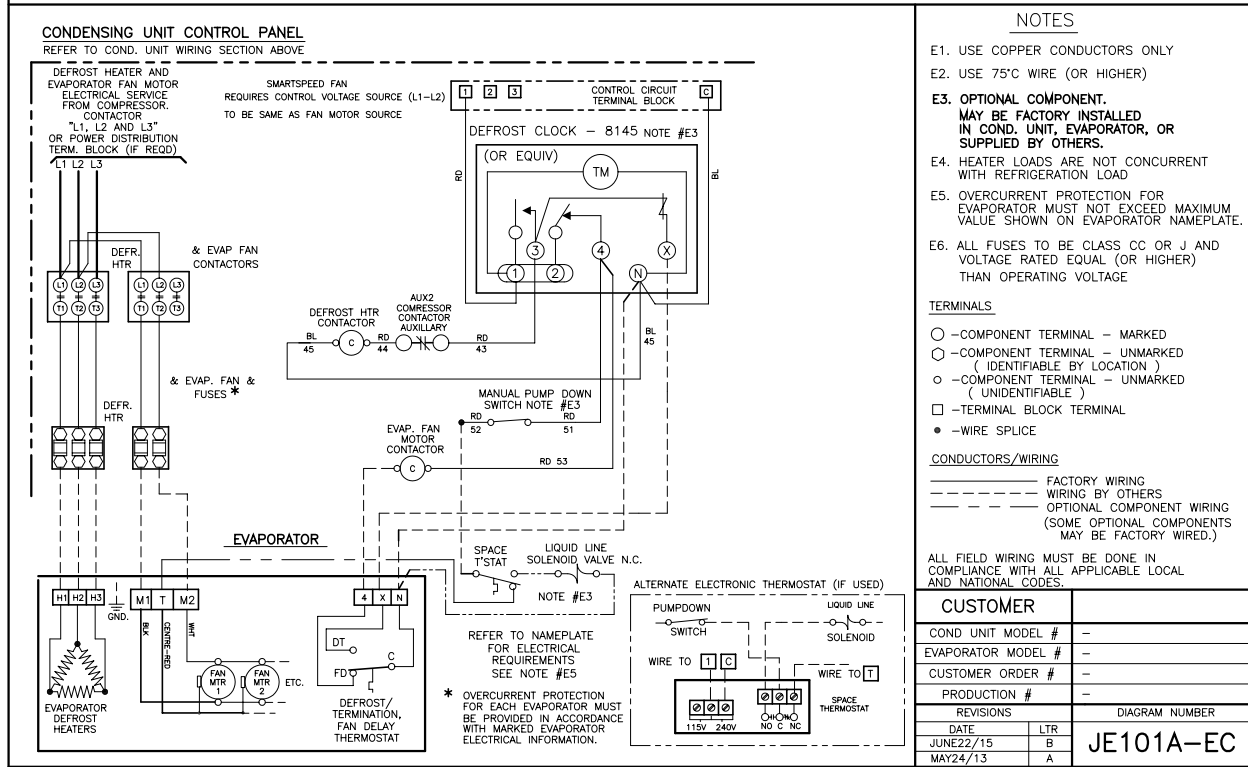 CONDENSING UNIT CONTROL PANEL
REFER TO COND. UNIT WIRING SECTION ABOVE
DEFROST HEATER AND
EVAPORATOR FAN MOTOR
ELECTRICAL SERVICE
FROM COMPRESSOR.
CONTACTOR
"L1, L2 AND L3"
OR POWER DISTRIBUTION
TERM. BLOCK (IF REQD)
L1 L2 L3
SMARTSPEED FAN
REQUIRES CONTROL VOLTAGE SOURCE (L1-L2)
TO BE SAME AS FAN MOTOR SOURCE
1 2 3
CONTROL CIRCUIT
TERMINAL BLOCK
C
RD
BL
DEFROST CLOCK - 8145 NOTE #E3
(OR EQUIV)
TM
3 4 X
1 2 N
DEFR.
HTR
& EVAP FAN
CONTACTORS
L1 L2 L3
T1 T2 T3
L1 L2 L3
T1 T2 T3
DEFROST HTR
CONTACTOR
AUX2
COMRESSOR
CONTACTOR
AUXILLARY
BL
45
C
RD
44
RD
43
BL
45
& EVAP. FAN &
FUSES *
DEFR.
HTR
MANUAL PUMP DOWN
SWITCH NOTE #E3
RD
52
RD
51
EVAP. FAN
MOTOR
CONTACTOR
C
RD 53
EVAPORATOR
SPACE
T'STAT
LIQUID LINE
SOLENOID VALVE N.C.
NOTE #E3
H1 H2 H3
GND.
M1 T M2
BLK
CENTRE-RED
WHT
FAN
MTR
1
FAN
MTR
2
ETC.
EVAPORATOR
DEFROST
HEATERS
4 X N
DT
C
FD
DEFROST/
TERMINATION,
FAN DELAY
THERMOSTAT
REFER TO NAMEPLATE
FOR ELECTRICAL
REQUIREMENTS
SEE NOTE #E5
* OVERCURRENT PROTECTION
FOR EACH EVAPORATOR MUST
BE PROVIDED IN ACCORDANCE
WITH MARKED EVAPORATOR
ELECTRICAL INFORMATION.
ALTERNATE ELECTRONIC THERMOSTAT (IF USED)
PUMPDOWN
SWITCH
LIQUID LINE
SOLENOID
WIRE TO 1 C
WIRE TO T
115V 240V
NO C NC
SPACE
THERMOSTAT
NOTES
E1. USE COPPER CONDUCTORS ONLY
E2. USE 75°C WIRE (OR HIGHER)
E3. OPTIONAL COMPONENT.
MAY BE FACTORY INSTALLED
IN COND. UNIT, EVAPORATOR, OR
SUPPLIED BY OTHERS.
E4. HEATER LOADS ARE NOT CONCURRENT
WITH REFRIGERATION LOAD
E5. OVERCURRENT PROTECTION FOR
EVAPORATOR MUST NOT EXCEED MAXIMUM
VALUE SHOWN ON EVAPORATOR NAMEPLATE.
E6. ALL FUSES TO BE CLASS CC OR J AND
VOLTAGE RATED EQUAL (OR HIGHER)
THAN OPERATING VOLTAGE
TERMINALS
-COMPONENT TERMINAL - MARKED
-COMPONENT TERMINAL - UNMARKED
( IDENTIFIABLE BY LOCATION )
-COMPONENT TERMINAL - UNMARKED
( UNIDENTIFIABLE )
-TERMINAL BLOCK TERMINAL
-WIRE SPLICE
CONDUCTORS/WIRING
FACTORY WIRING
WIRING BY OTHERS
OPTIONAL COMPONENT WIRING
(SOME OPTIONAL COMPONENTS
MAY BE FACTORY WIRED.)
ALL FIELD WIRING MUST BE DONE IN
COMPLIANCE WITH ALL APPLICABLE LOCAL
AND NATIONAL CODES.
CUSTOMER
COND UNIT MODEL # -
EVAPORATOR MODEL # -
CUSTOMER ORDER # -
PRODUCTION # -
REVISIONS DIAGRAM NUMBER
DATE LTR
JUNE22/15 B
MAY24/13 A
JE101A-EC